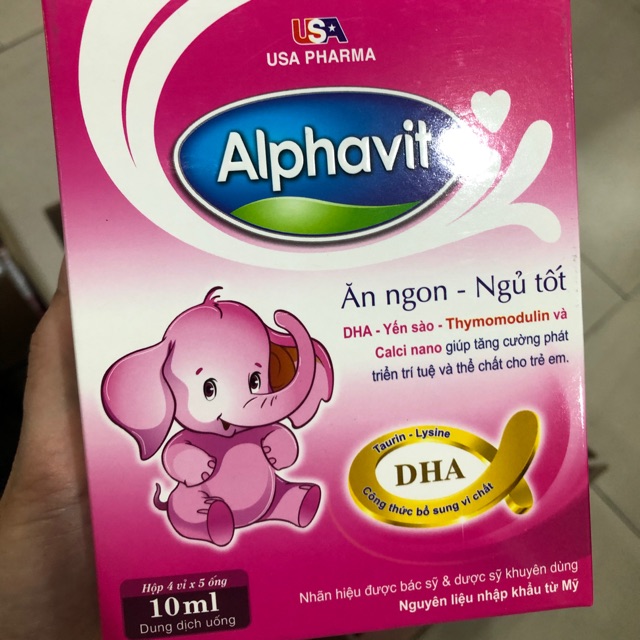 USA
USA PHARMA
Alphavit
Ăn ngon - Ngủ tốt
DHA - Yến sào - Thymomodulin và
Calci nano giúp tăng cường phát
triển trí tuệ và thể chất cho trẻ em.
Taurin - Lysine
DHA
Công thức bổ sung vi chất
Hộp 4 vỉ x 5 ống
10ml
Dung dịch uống
Nhãn hiệu được bác sỹ & dược sỹ khuyên dùng
Nguyên liệu nhập khẩu từ Mỹ